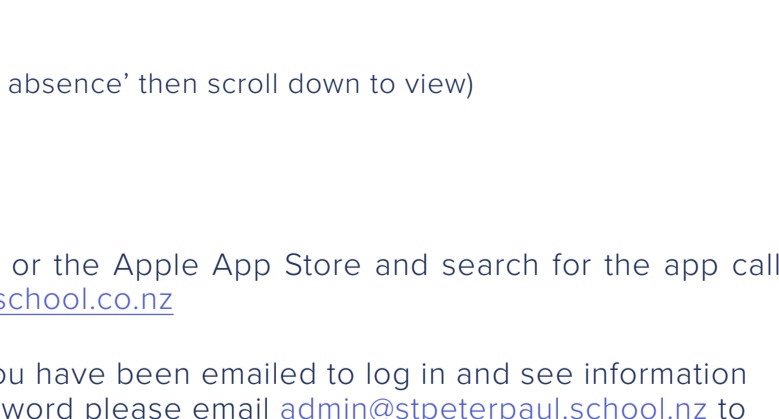 absence’ then scroll down to view)
or the Apple App Store and search for the app call
school.co.nz
ou have been emailed to log in and see information
word please email admin@stpeterpaul.school.nz to